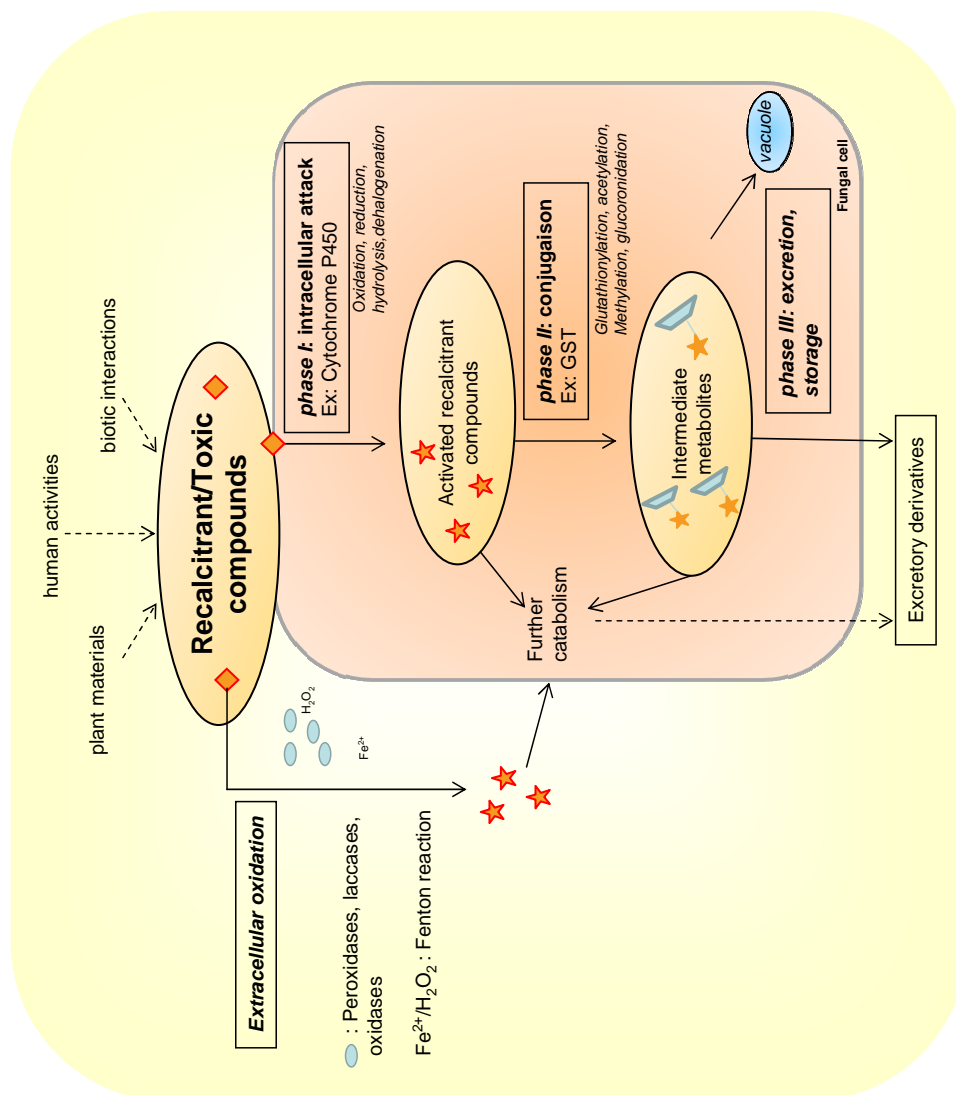 plant materials
human activities
biotic interactions
Recalcitrant/Toxic
compounds
Extracellular oxidation
: Peroxidases, laccases,
oxidases
Fe²⁺/H₂O₂ : Fenton reaction
H₂O₂
Fe²⁺
phase I: intracellular attack
Ex: Cytochrome P450
Oxidation, reduction,
hydrolysis,dehalogenation
Activated recalcitrant
compounds
phase II: conjugaison
Ex: GST
Glutathionylation, acetylation,
Methylation, glucoronidation
Further
catabolism
Intermediate
metabolites
vacuole
phase III: excretion,
storage
Fungal cell
Excretory derivatives